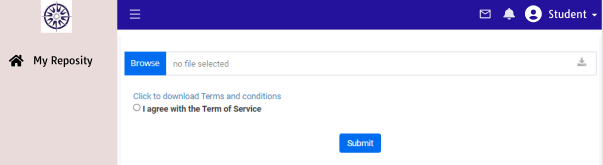 Student
My Reposity
Browse no file selected
Click to download Terms and conditions
I agree with the Term of Service
Submit